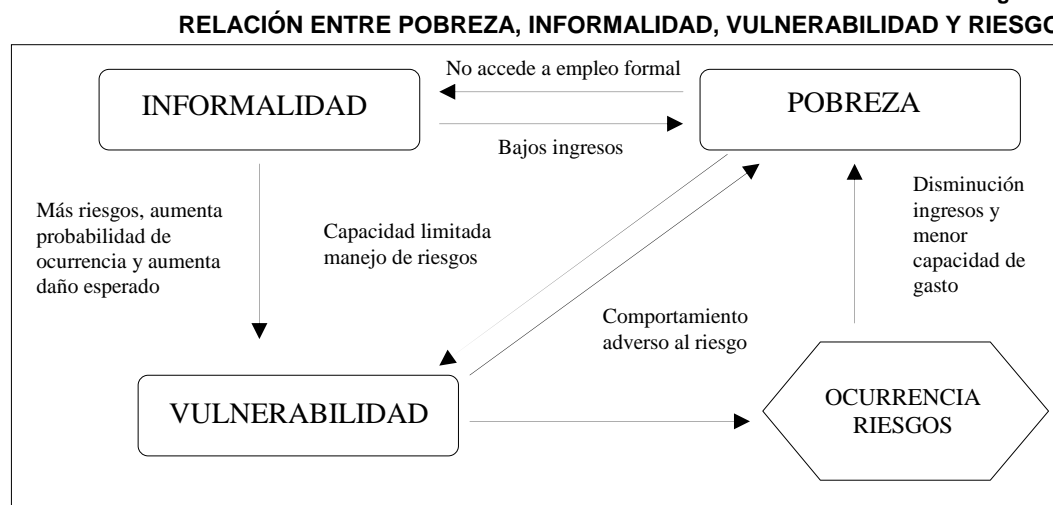 RELACIÓN ENTRE POBREZA, INFORMALIDAD, VULNERABILIDAD Y RIESGO
No accede a empleo formal
INFORMALIDAD
POBREZA
Bajos ingresos
Más riesgos, aumenta
probabilidad de
ocurrencia y aumenta
daño esperado
Capacidad limitada
manejo de riesgos
Disminución
ingresos y
menor
capacidad de
gasto
Comportamiento
adverso al riesgo
VULNERABILIDAD
OCURRENCIA
RIESGOS